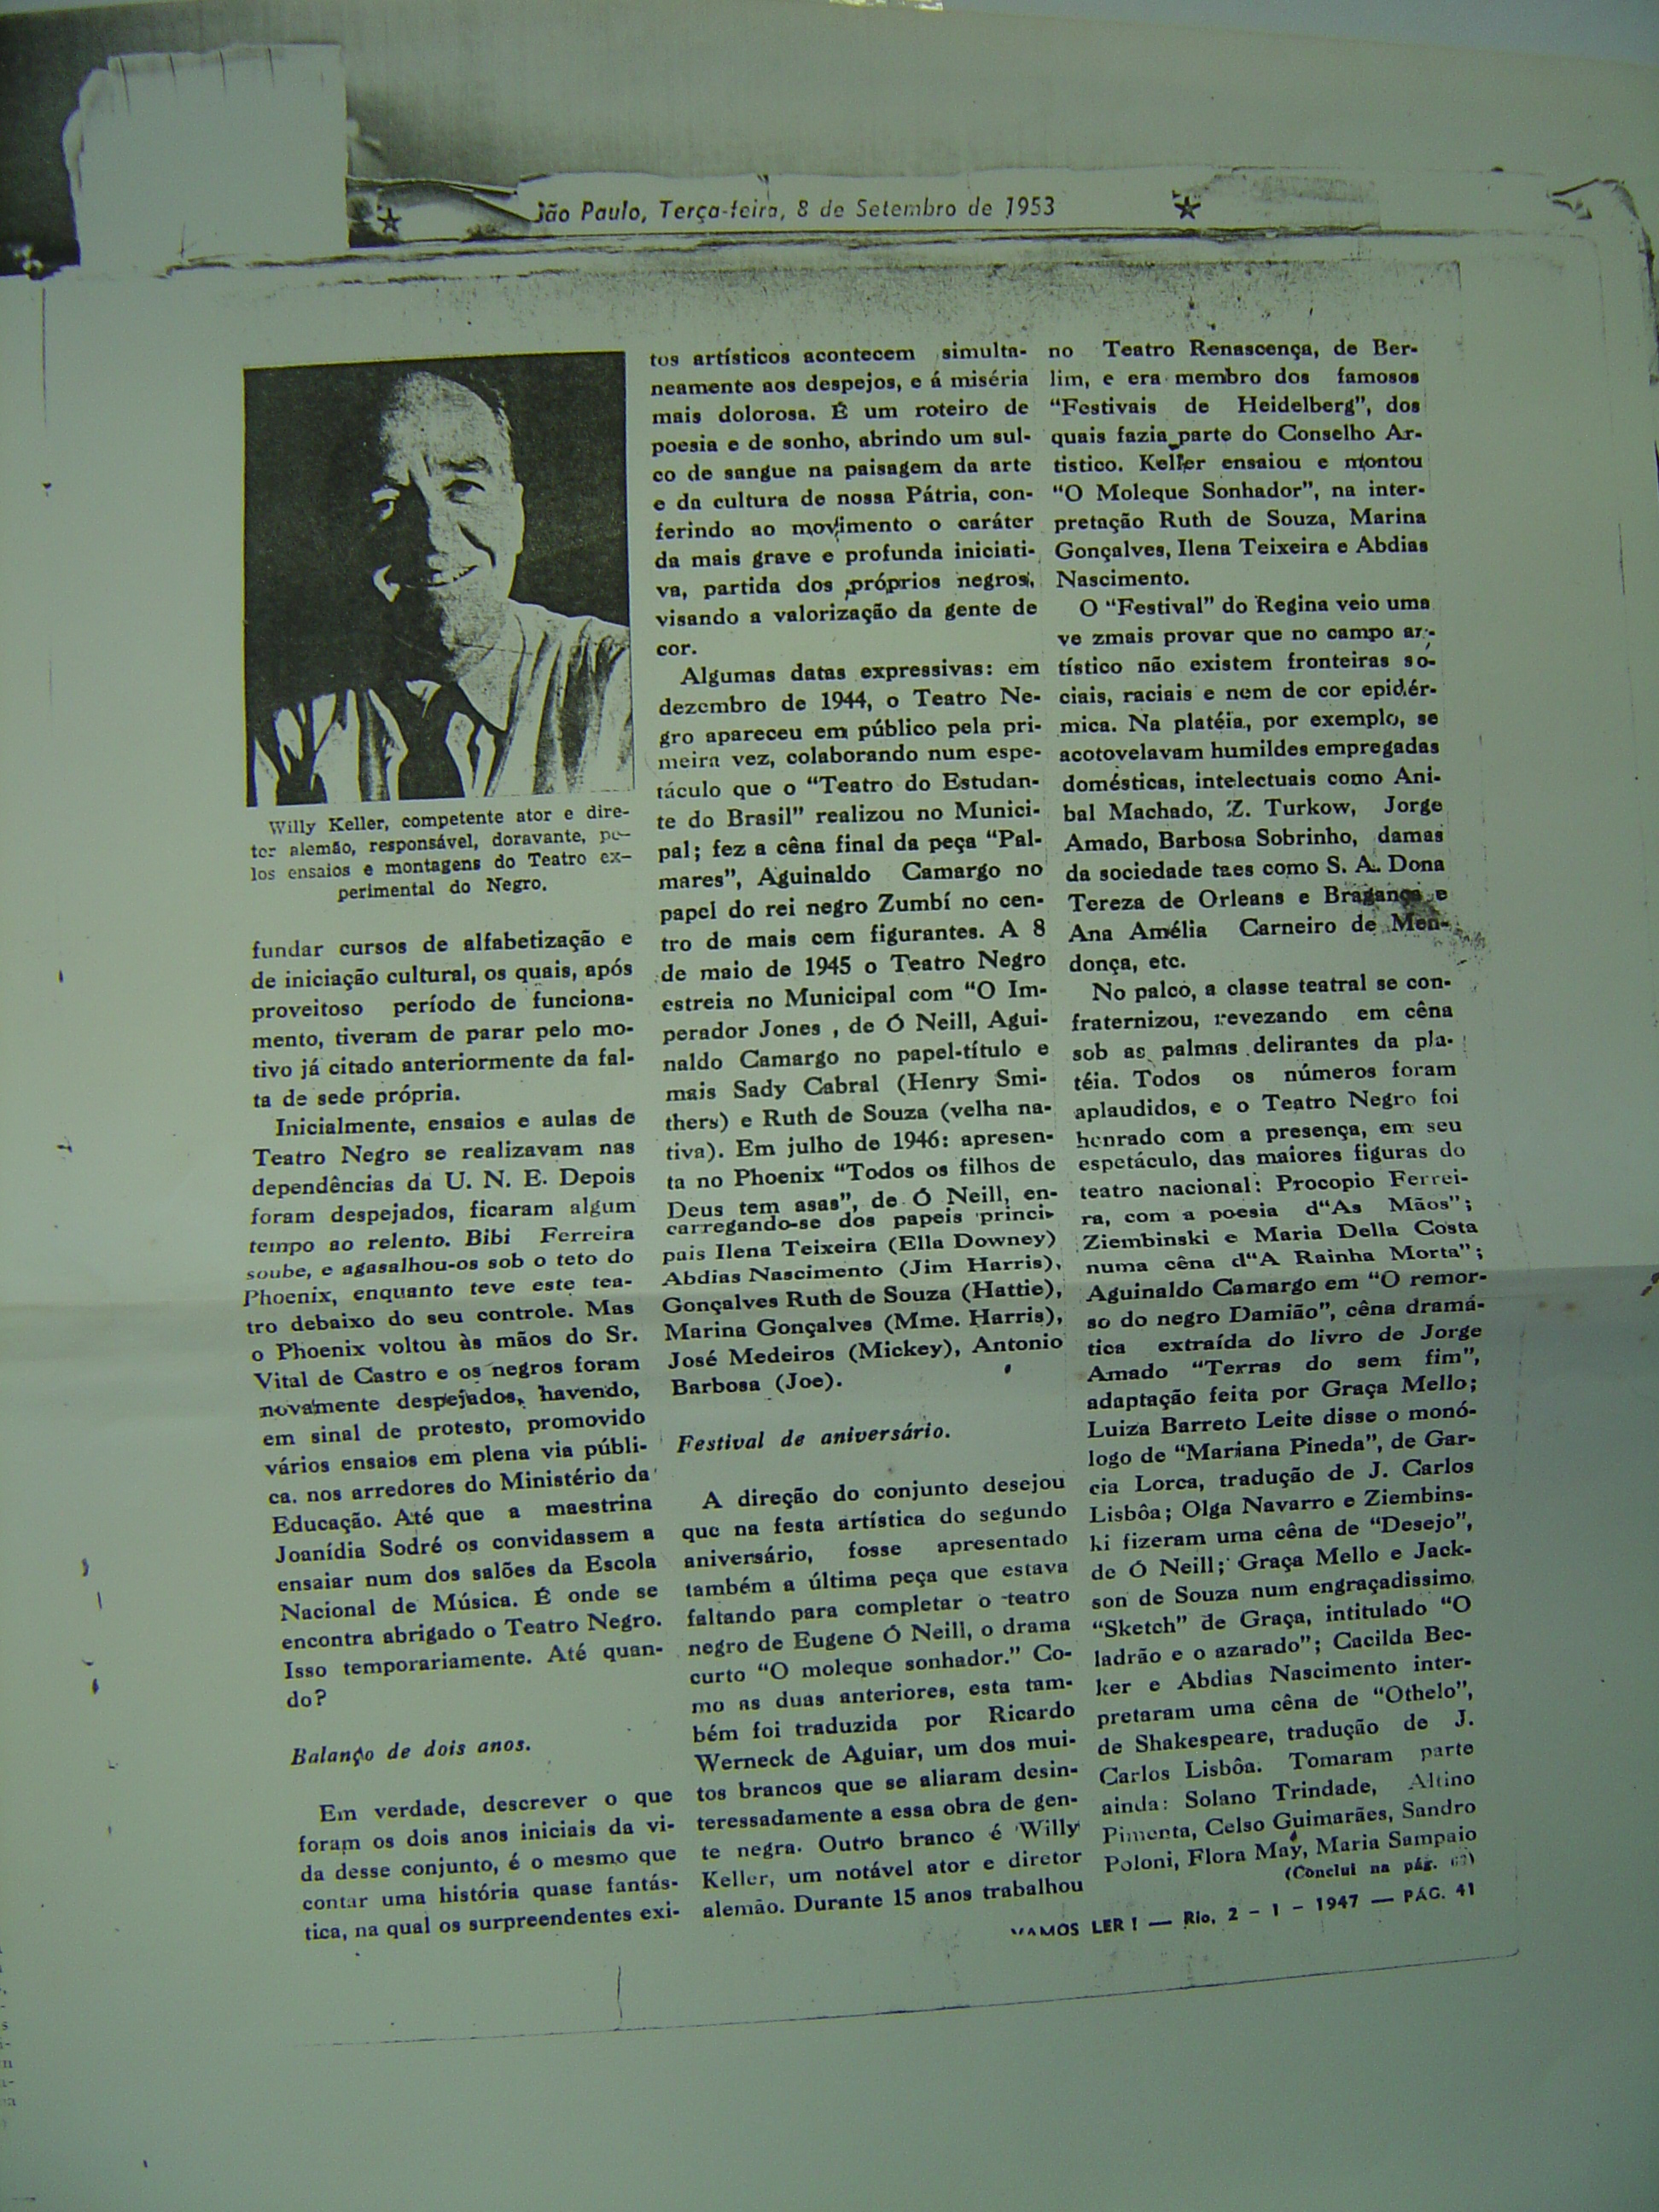 São Paulo, Terça-feira, 8 de Setembro de 1953
Willy Keller, competente ator e dire-
tor alemão, responsável, doravante, pe-
los ensaios e montagens do Teatro ex-
perimental do Negro.
fundar cursos de alfabetização e
de iniciação cultural, os quais, após
proveitoso período de funciona-
mento, tiveram de parar pelo mo-
tivo já citado anteriormente da fal-
ta de sede própria.
Inicialmente, ensaios e aulas de
Teatro Negro se realizavam nas
dependências da U. N. E. Depois
foram despejados, ficaram algum
tempo ao relento. Bibi Ferreira
soube, e agasalhou-os sob o teto do
Phoenix, enquanto teve este tea-
tro debaixo do seu controle. Mas
o Phoenix voltou às mãos do Sr.
Vital de Castro e os negros foram
novamente despejados, havendo,
em sinal de protesto, promovido
vários ensaios em plena via públi-
ca. nos arredores do Ministério da
Educação. Até que a maestrina
Joanídia Sodré os convidassem a
ensaiar num dos salões da Escola
Nacional de Música. É onde se
encontra abrigado o Teatro Negro.
Isso temporariamente. Até quan-
do?
Balanço de dois anos.
Em verdade, descrever o que
foram os dois anos iniciais da vi-
da desse conjunto, é o mesmo que
contar uma história quase fantás-
tica, na qual os surpreendentes exi-
tos artísticos acontecem simulta-
neamente aos despejos, e á miséria
mais dolorosa. É um roteiro de
poesia e de sonho, abrindo um sul-
co de sangue na paisagem da arte
e da cultura de nossa Pátria, con-
ferindo ao movimento o caráter
da mais grave e profunda iniciati-
va, partida dos próprios negros,
visando a valorização da gente de
cor.
Algumas datas expressivas: em
dezembro de 1944, o Teatro Ne-
gro apareceu em público pela pri-
meira vez, colaborando num espe-
táculo que o "Teatro do Estudan-
te do Brasil" realizou no Munici-
pal; fez a cêna final da peça "Pal-
mares", Aguinaldo Camargo no
papel do rei negro Zumbí no cen-
tro de mais cem figurantes. A 8
de maio de 1945 o Teatro Negro
estreia no Municipal com "O Im-
perador Jones , de Ó Neill, Agui-
naldo Camargo no papel-título e
mais Sady Cabral (Henry Smi-
thers) e Ruth de Souza (velha na-
tiva). Em julho de 1946: apresen-
ta no Phoenix "Todos os filhos de
Deus tem asas", de Ó Neill, en-
carregando-se dos papeis princi-
pais Ilena Teixeira (Ella Downey)
Abdias Nascimento (Jim Harris),
Gonçalves Ruth de Souza (Hattie),
Marina Gonçalves (Mme. Harris),
José Medeiros (Mickey), Antonio
Barbosa (Joe).
Festival de aniversário.
A direção do conjunto desejou
que na festa artística do segundo
aniversário, fosse apresentado
também a última peça que estava
faltando para completar o teatro
negro de Eugene Ó Neill, o drama
curto "O moleque sonhador." Co-
mo as duas anteriores, esta tam-
bém foi traduzida por Ricardo
Werneck de Aguiar, um dos mui-
tos brancos que se aliaram desin-
teressadamente a essa obra de gen-
te negra. Outro branco é Willy
Keller, um notável ator e diretor
alemão. Durante 15 anos trabalhou
no Teatro Renascença, de Ber-
lim, e era membro dos famosos
"Festivais de Heidelberg", dos
quais fazia parte do Conselho Ar-
tistico. Keller ensaiou e montou
"O Moleque Sonhador", na inter-
pretação Ruth de Souza, Marina
Gonçalves, Ilena Teixeira e Abdias
Nascimento.
O "Festival" do Regina veio uma
ve zmais provar que no campo ar-
tístico não existem fronteiras só-
ciais, raciais e nem de cor epidér-
mica. Na platéia, por exemplo, se
acotovelavam humildes empregadas
domésticas, intelectuais como Ani-
bal Machado, Z. Turkow, Jorge
Amado, Barbosa Sobrinho, damas
da sociedade taes como S. A. Dona
Tereza de Orleans e Bragança e
Ana Amélia Carneiro de Men-
donça, etc.
No palco, a classe teatral se con-
fraternizou, revezando em cêna
sob as palmas delirantes da pla-
téia. Todos os números foram
aplaudidos, e o Teatro Negro foi
honrado com a presença, em seu
espetáculo, das maiores figuras do
teatro nacional: Procopio Ferrei-
ra, com a poesia d"As Mãos";
Ziembinski e Maria Della Costa
numa cêna d"A Rainha Morta";
Aguinaldo Camargo em "O remor-
so do negro Damião", cêna dramá-
tica extraída do livro de Jorge
Amado "Terras do sem fim",
adaptação feita por Graça Mello;
Luiza Barreto Leite disse o monó-
logo de "Mariana Pineda", de Gar-
cia Lorca, tradução de J. Carlos
Lisbôa; Olga Navarro e Ziembins-
ki fizeram uma cêna de "Desejo",
de Ó Neill; Graça Mello e Jack-
son de Souza num engraçadissimo
"Sketch" de Graça, intitulado "O
ladrão e o azarado"; Cacilda Bec-
ker e Abdias Nascimento inter-
pretaram uma cêna de "Othelo",
de Shakespeare, tradução de J.
Carlos Lisbôa. Tomaram parte
ainda: Solano Trindade, Altino
Pimenta, Celso Guimarães, Sandro
Poloni, Flora May, Maria Sampaio
(Conclui na pág.
VAMOS LER! — Rio, 2 - 1 - 1947 — PÁG. 41